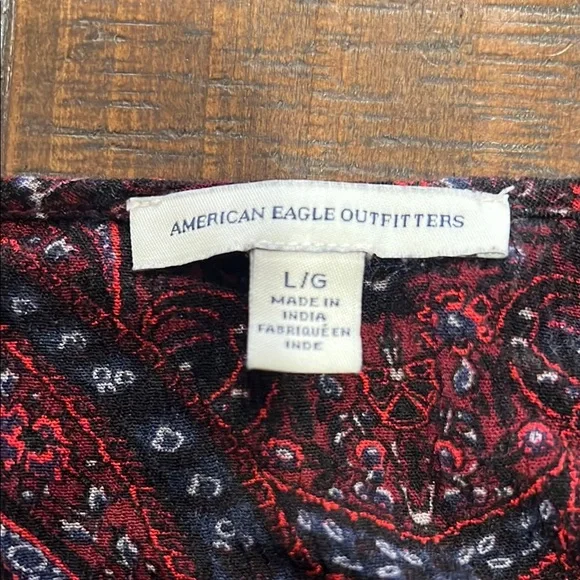 AMERICAN EAGLE OUTFITTERS
L/G
MADE IN
INDIA
FABRIQUÉ EN
INDE